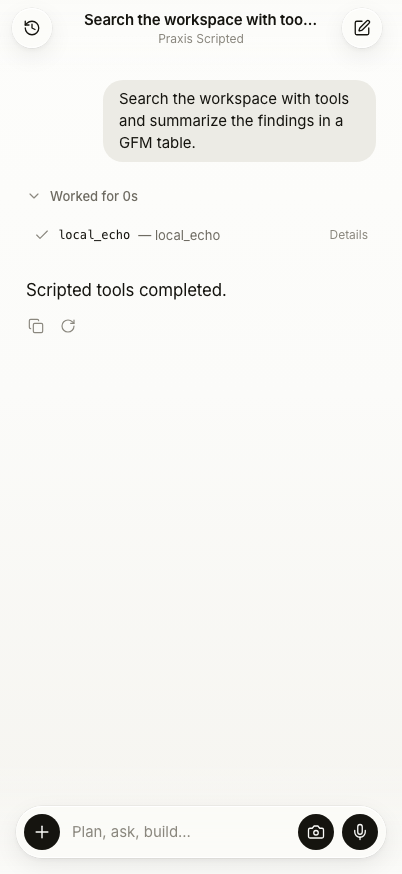 Search the workspace with too...
Praxis Scripted
Search the workspace with tools
and summarize the findings in a
GFM table.
Worked for 0s
local_echo — local_echo
Details
Scripted tools completed.
Plan, ask, build...